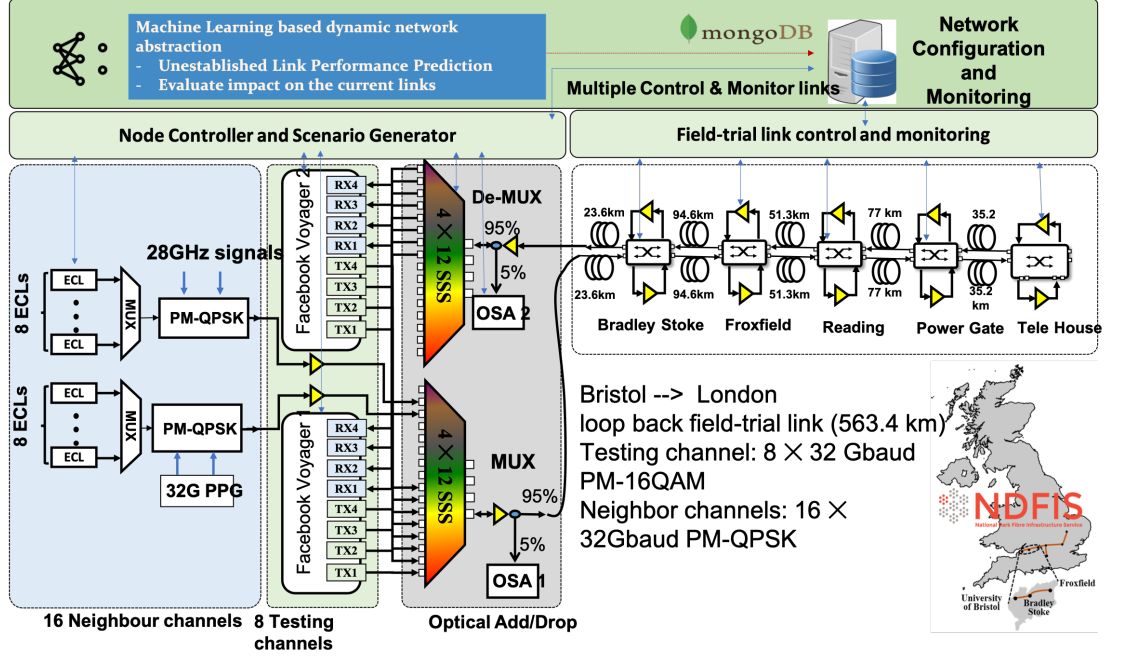 Machine Learning based dynamic network
abstraction
- Unestablished Link Performance Prediction
- Evaluate impact on the current links
mongoDB
Multiple Control & Monitor links
Network
Configuration
and
Monitoring
Node Controller and Scenario Generator
Field-trial link control and monitoring
28GHz signals
8 ECLs
ECL
ECL
MUX
PM-QPSK
8 ECLs
ECL
ECL
MUX
PM-QPSK
32G PPG
16 Neighbour channels
Facebook Voyager 2
RX4
RX3
RX2
RX1
TX4
TX3
TX2
TX1
Facebook Voyager
RX4
RX3
RX2
RX1
TX4
TX3
TX2
TX1
8 Testing
channels
4 × 12 SSS
De-MUX
95%
5%
OSA 2
4 × 12 SSS
MUX
95%
5%
OSA 1
Optical Add/Drop
23.6km
94.6km
51.3km
77 km
35.2
23.6km
94.6km
51.3km
77 km
35.2
km
Bradley Stoke
Froxfield
Reading
Power Gate
Tele House
Bristol --> London
loop back field-trial link (563.4 km)
Testing channel: 8 × 32 Gbaud
PM-16QAM
Neighbor channels: 16 ×
32Gbaud PM-QPSK
NDFIS
National Dark Fibre Infrastructure Service
University
of Bristol
Bradley
Stoke
Froxfield